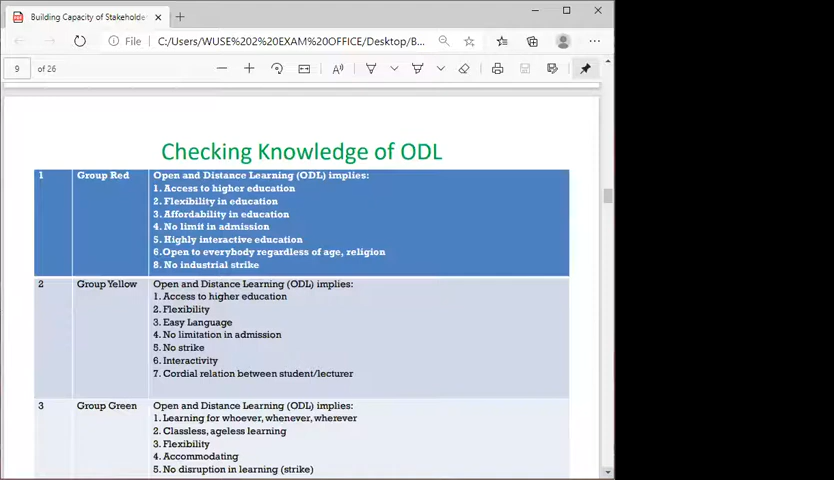 Building Capacity of Stakeholde
File
C:/Users/WUSE%202%20EXAM%20OFFICE/Desktop/B...
9 of 26
Checking Knowledge of ODL
1 Group Red Open and Distance Learning (ODL) implies:
1. Access to higher education
2. Flexibility in education
3. Affordability in education
4. No limit in admission
5. Highly interactive education
6.Open to everybody regardless of age, religion
8. No industrial strike
2 Group Yellow Open and Distance Learning (ODL) implies:
1. Access to higher education
2. Flexibility
3. Easy Language
4. No limitation in admission
5. No strike
6. Interactivity
7. Cordial relation between student/lecturer
3 Group Green Open and Distance Learning (ODL) implies:
1. Learning for whoever, whenever, wherever
2. Classless, ageless learning
3. Flexibility
4. Accommodating
5. No disruption in learning (strike)